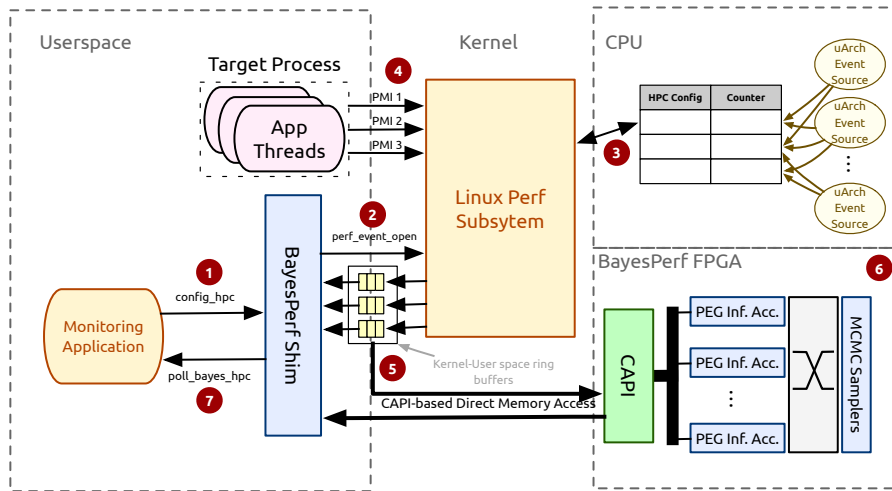 Userspace
Kernel
CPU
Target Process
4
PMI 1
PMI 2
PMI 3
App
Threads
HPC Config
Counter
uArch
Event
Source
uArch
Event
Source
⋮
uArch
Event
Source
3
Linux Perf
Subsytem
2
perf_event_open
BayesPerf Shim
1
config_hpc
Monitoring
Application
poll_bayes_hpc
7
5
Kernel-User space ring
buffers
CAPI-based Direct Memory Access
BayesPerf FPGA
6
CAPI
PEG Inf. Acc.
PEG Inf. Acc.
⋮
PEG Inf. Acc.
MCMC Samplers